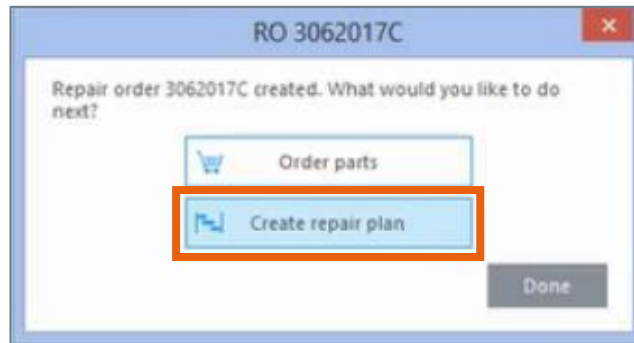 RO 3062017C
Repair order 3062017C created. What would you like to do
next?
Order parts
Create repair plan
Done